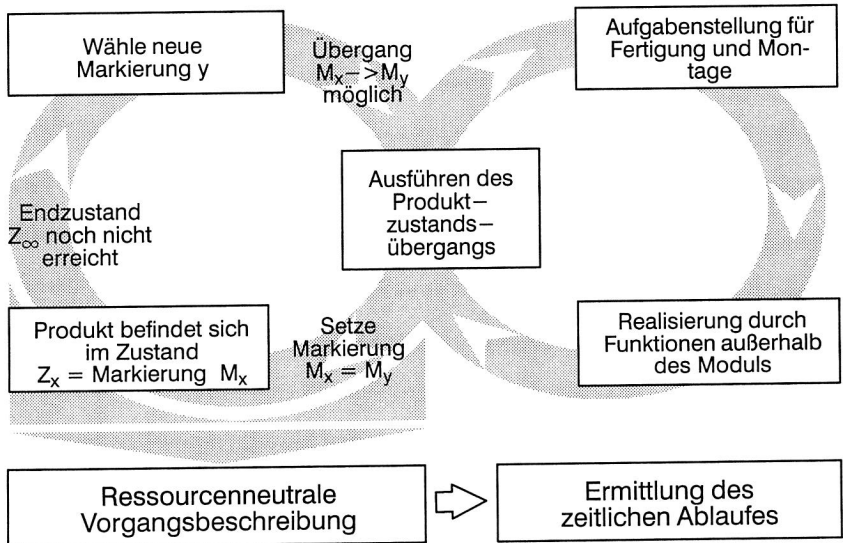 Wähle neue
Markierung y
Übergang
Mx—>My
möglich
Aufgabenstellung für
Fertigung und Mon-
tage
Ausführen des
Produkt-
zustands-
übergangs
Endzustand
Z∞ noch nicht
erreicht
Produkt befindet sich
im Zustand
Zx = Markierung Mx
Setze
Markierung
Mx = My
Realisierung durch
Funktionen außerhalb
des Moduls
Ressourcenneutrale
Vorgangsbeschreibung
Ermittlung des
zeitlichen Ablaufes